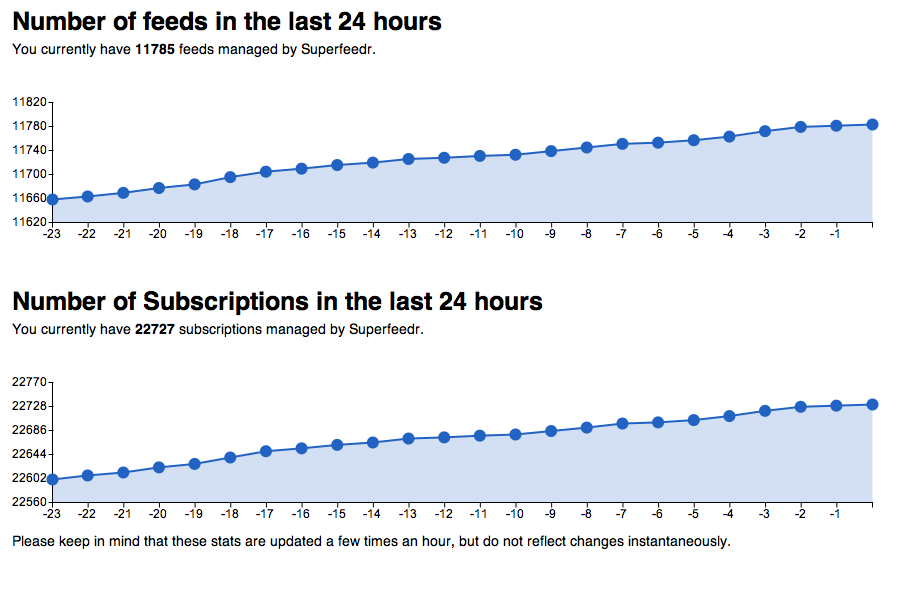 Number of feeds in the last 24 hours
You currently have 11785 feeds managed by Superfeedr.
11820
11780
11740
11700
11660
11620
-23 -22 -21 -20 -19 -18 -17 -16 -15 -14 -13 -12 -11 -10 -9 -8 -7 -6 -5 -4 -3 -2 -1
Number of Subscriptions in the last 24 hours
You currently have 22727 subscriptions managed by Superfeedr.
22770
22728
22686
22644
22602
22560
-23 -22 -21 -20 -19 -18 -17 -16 -15 -14 -13 -12 -11 -10 -9 -8 -7 -6 -5 -4 -3 -2 -1
Please keep in mind that these stats are updated a few times an hour, but do not reflect changes instantaneously.